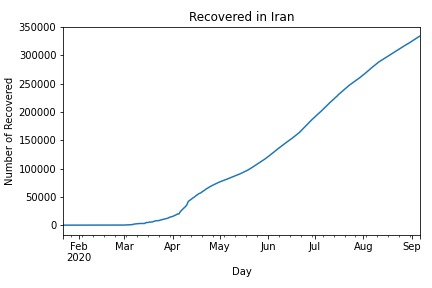 Recovered in Iran
Number of Recovered
350000
300000
250000
200000
150000
100000
50000
0
Feb Mar Apr May Jun Jul Aug Sep
2020
Day